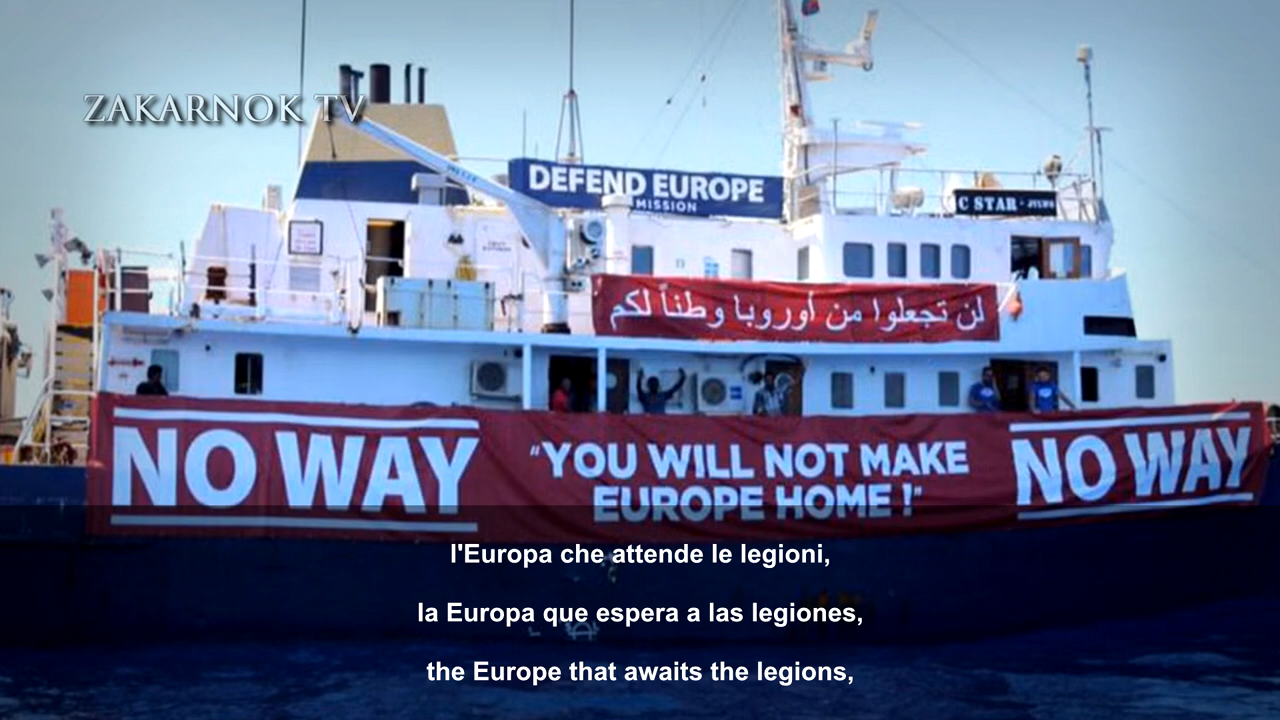 ZAKARNOK TV
DEFEND EUROPE
MISSION
C STAR
لن تجعلوا من أوروبا وطناً لكم
NO WAY
"YOU WILL NOT MAKE
EUROPE HOME !"
NO WAY
l'Europa che attende le legioni,
la Europa que espera a las legiones,
the Europe that awaits the legions,